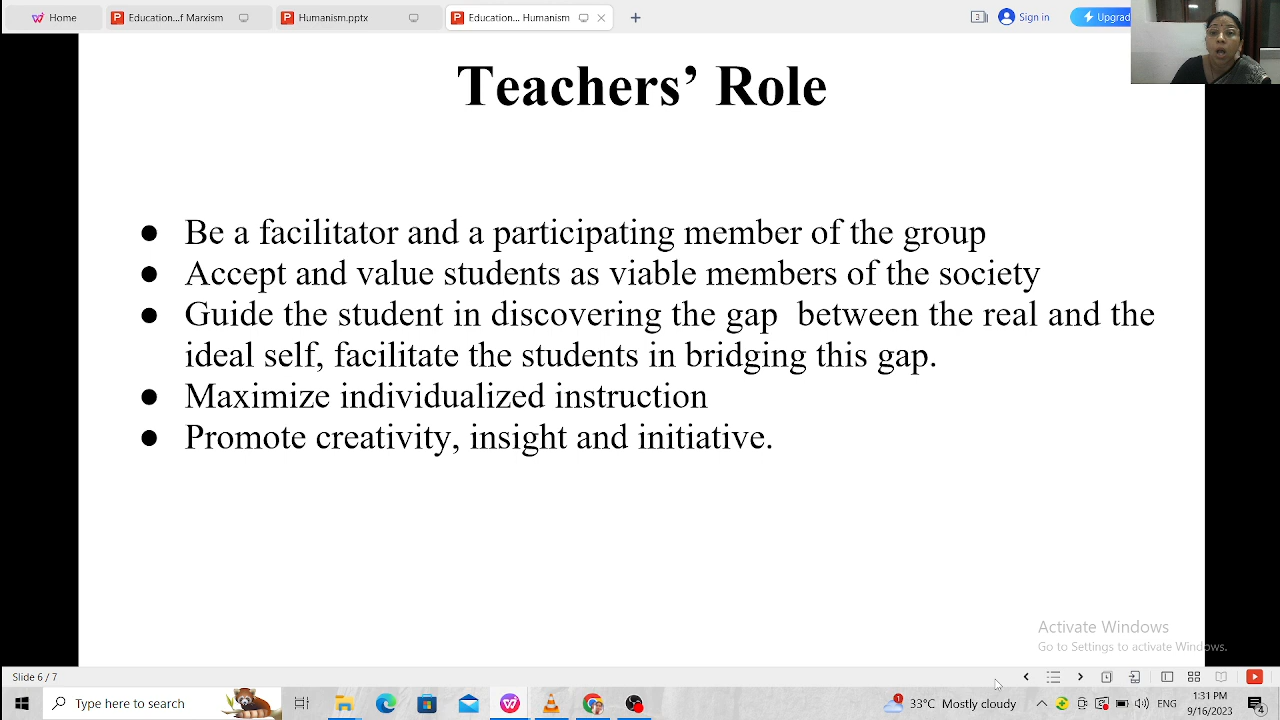 Home
Education...f Marxism
Humanism.pptx
Education... Humanism
3
Sign in
Upgrad
Teachers’ Role
● Be a facilitator and a participating member of the group
● Accept and value students as viable members of the society
● Guide the student in discovering the gap  between the real and the
ideal self, facilitate the students in bridging this gap.
● Maximize individualized instruction
● Promote creativity, insight and initiative.
Activate Windows
Go to Settings to activate Windows.
Slide 6 / 7
Type here to search
1
33°C Mostly cloudy
ENG
1:31 PM
9/16/2023
4